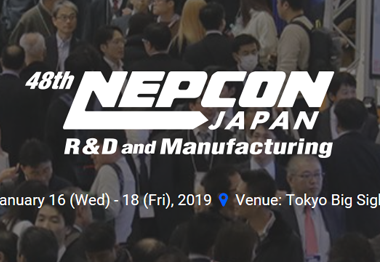 48th NEPCON
JAPAN
R&D and Manufacturing
anuary 16 (Wed) - 18 (Fri), 2019 Venue: Tokyo Big Sigh